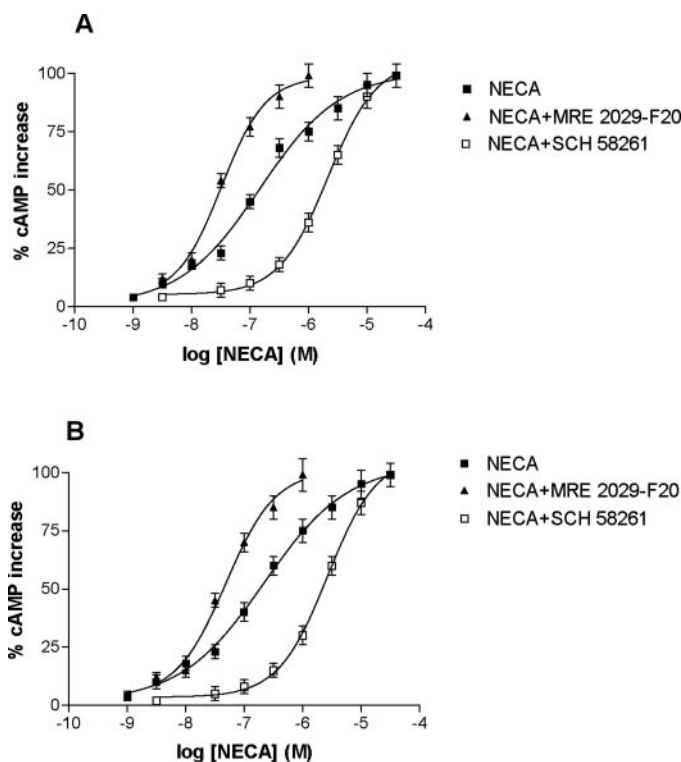 A
100
75
50
25
0
% cAMP increase
-10 -9 -8 -7 -6 -5 -4
log [NECA] (M)
NECA
NECA+MRE 2029-F20
NECA+SCH 58261
B
100
75
50
25
0
% cAMP increase
-10 -9 -8 -7 -6 -5 -4
log [NECA] (M)
NECA
NECA+MRE 2029-F20
NECA+SCH 58261